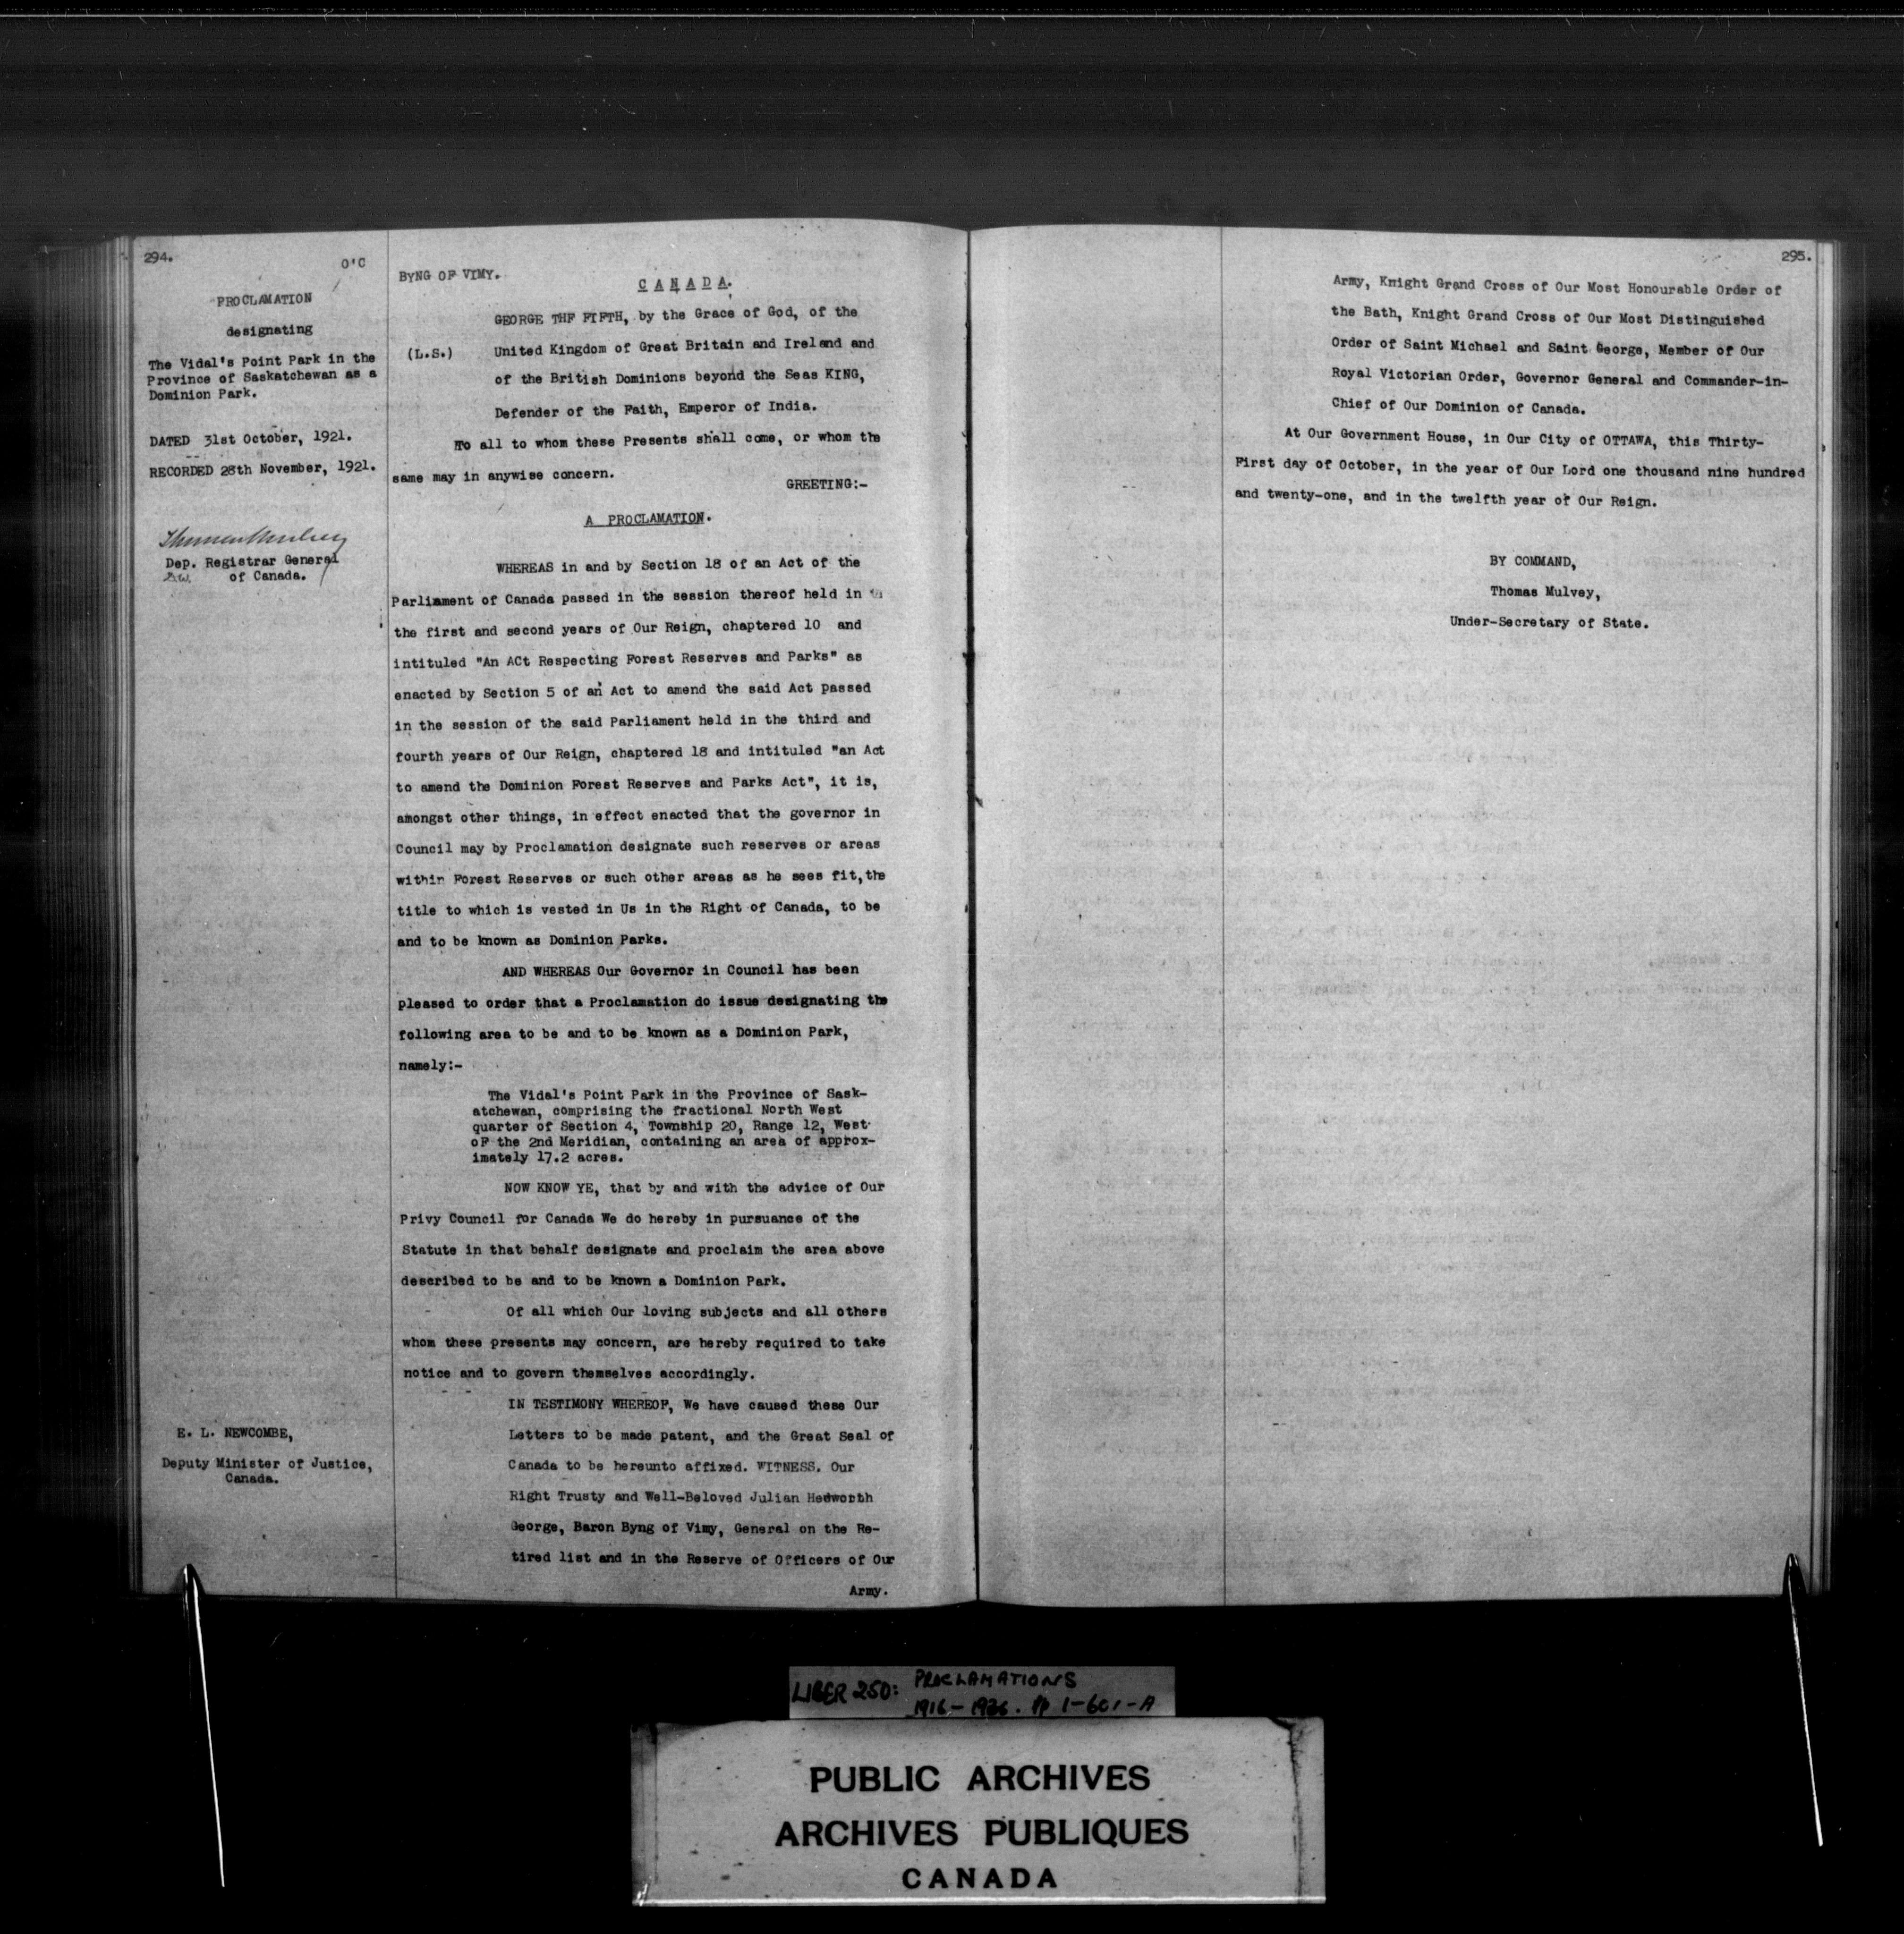 294.
O'C
PROCLAMATION
designating
The Vidal's Point Park in the
Province of Saskatchewan as a
Dominion Park.
DATED 31st October, 1921.
RECORDED 28th November, 1921.
Thomas Mulvey
Dep. Registrar General
of Canada.
E. L. NEWCOMBE,
Deputy Minister of Justice,
Canada.
BYNG OF VIMY.
CANADA.
GEORGE THF FIFTH, by the Grace of God, of the
(L.S.) United Kingdom of Great Britain and Ireland and
of the British Dominions beyond the Seas KING,
Defender of the Faith, Emperor of India.
To all to whom these Presents shall come, or whom the
same may in anywise concern.
GREETING:-
A PROCLAMATION.
WHEREAS in and by Section 18 of an Act of the
Parliament of Canada passed in the session thereof held in
the first and second years of Our Reign, chaptered 10 and
intituled "An ACt Respecting Forest Reserves and Parks" as
enacted by Section 5 of an Act to amend the said Act passed
in the session of the said Parliament held in the third and
fourth years of Our Reign, chaptered 18 and intituled "an Act
to amend the Dominion Forest Reserves and Parks Act", it is,
amongst other things, in effect enacted that the governor in
Council may by Proclamation designate such reserves or areas
within Forest Reserves or such other areas as he sees fit,the
title to which is vested in Us in the Right of Canada, to be
and to be known as Dominion Parks.
AND WHEREAS Our Governor in Council has been
pleased to order that a Proclamation do issue designating the
following area to be and to be known as a Dominion Park,
namely:-
The Vidal's Point Park in the Province of Sask-
atchewan, comprising the fractional North West
quarter of Section 4, Township 20, Range 12, West
oF the 2nd Meridian, containing an area of approx-
imately 17.2 acres.
NOW KNOW YE, that by and with the advice of Our
Privy Council for Canada We do hereby in pursuance of the
Statute in that behalf designate and proclaim the area above
described to be and to be known a Dominion Park.
Of all which Our loving subjects and all others
whom these presents may concern, are hereby required to take
notice and to govern themselves accordingly.
IN TESTIMONY WHEREOF, We have caused these Our
Letters to be made patent, and the Great Seal of
Canada to be hereunto affixed. WITNESS. Our
Right Trusty and Well-Beloved Julian Hedworth
George, Baron Byng of Vimy, General on the Re-
tired list and in the Reserve of Officers of Our
Army.
295.
Army, Knight Grand Cross of Our Most Honourable Order of
the Bath, Knight Grand Cross of Our Most Distinguished
Order of Saint Michael and Saint George, Member of Our
Royal Victorian Order, Governor General and Commander-in-
Chief of Our Dominion of Canada.
At Our Government House, in Our City of OTTAWA, this Thirty-
First day of October, in the year of Our Lord one thousand nine hundred
and twenty-one, and in the twelfth year of Our Reign.
BY COMMAND,
Thomas Mulvey,
Under-Secretary of State.
LIBER 250: PROCLAMATIONS
1916-1926. pp 1-601-A
PUBLIC ARCHIVES
ARCHIVES PUBLIQUES
CANADA